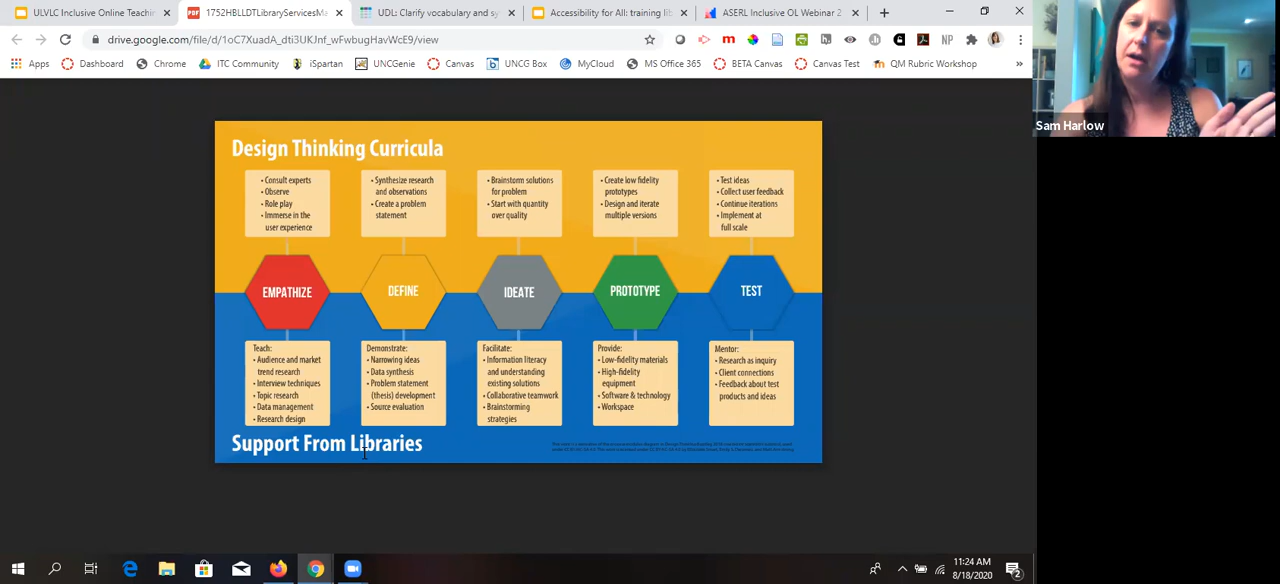 ULVLC Inclusive Online Teachin
1752HBLLDTLibraryServicesMa
UDL: Clarify vocabulary and sy
Accessibility for All: training lib
ASERL Inclusive OL Webinar 2
drive.google.com/file/d/1oC7XuadA_dti3UKJnf_wFwbugHavWcE9/view
Apps
Dashboard
Chrome
ITC Community
iSpartan
UNCGenie
Canvas
UNCG Box
MyCloud
MS Office 365
BETA Canvas
Canvas Test
QM Rubric Workshop
»
Sam Harlow
Design Thinking Curricula
• Consult experts
• Observe
• Role play
• Immerse in the
user experience
• Synthesize research
and observations
• Create a problem
statement
• Brainstorm solutions
for problem
• Start with quantity
over quality
• Create low fidelity
prototypes
• Design and iterate
multiple versions
• Test ideas
• Collect user feedback
• Continue iterations
• Implement at
full scale
EMPATHIZE
DEFINE
IDEATE
PROTOTYPE
TEST
Teach:
• Audience and market
trend research
• Interview techniques
• Topic research
• Data management
• Research design
Demonstrate:
• Narrowing ideas
• Data synthesis
• Problem statement
(thesis) development
• Source evaluation
Facilitate:
• Information literacy
and understanding
existing solutions
• Collaborative teamwork
• Brainstorming
strategies
Provide:
• Low-fidelity materials
• High-fidelity
equipment
• Software & technology
• Workspace
Mentor:
• Research as inquiry
• Client connections
• Feedback about test
products and ideas
Support From Libraries
11:24 AM
8/18/2020
2